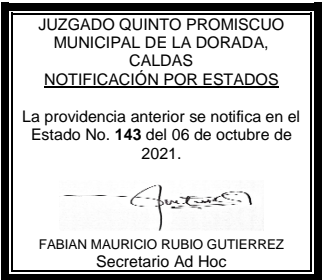 JUZGADO QUINTO PROMISCUO
MUNICIPAL DE LA DORADA,
CALDAS
NOTIFICACIÓN POR ESTADOS
La providencia anterior se notifica en el
Estado No. 143 del 06 de octubre de
2021.
FABIAN MAURICIO RUBIO GUTIERREZ
Secretario Ad Hoc